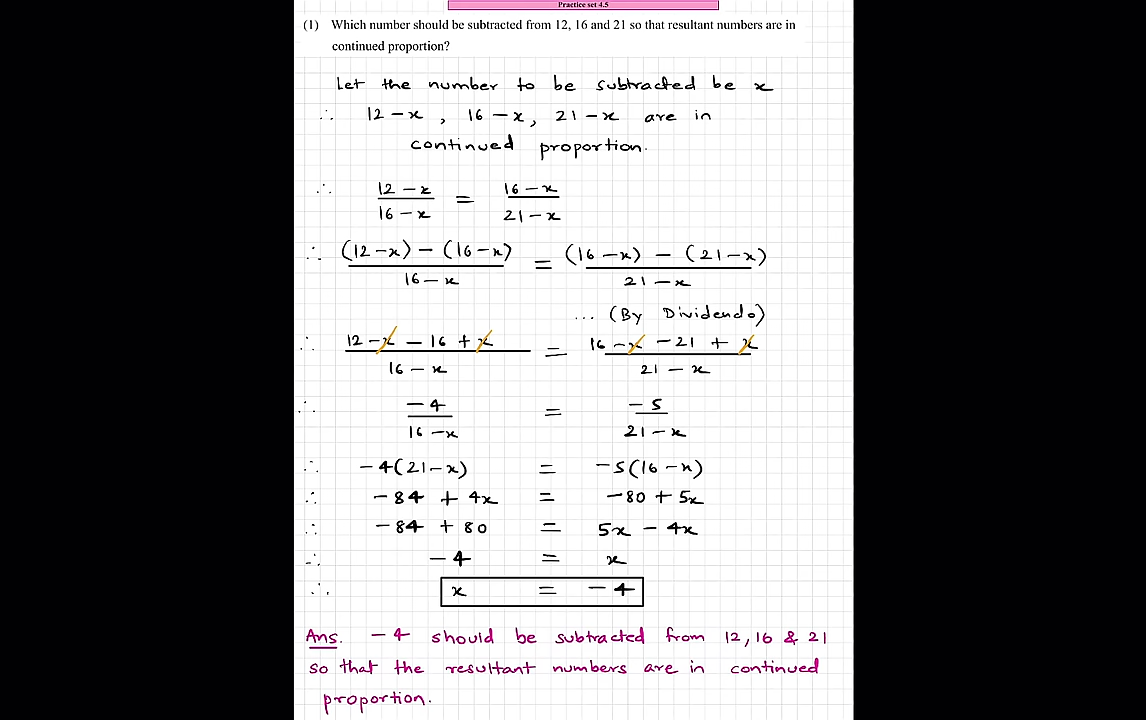 Practice set 4.5
(1) Which number should be subtracted from 12, 16 and 21 so that resultant numbers are in
continued proportion?
Let the number to be subtracted be x
∴ 12 – x , 16 – x, 21 – x are in
continued proportion.
∴ (12 – x)/(16 – x) = (16 – x)/(21 – x)
∴ ((12 – x) – (16 – x))/(16 – x) = ((16 – x) – (21 – x))/(21 – x)
... (By Dividendo)
∴ (12 – x – 16 + x)/(16 – x) = (16 – x – 21 + x)/(21 – x)
∴ –4/(16 – x) = –5/(21 – x)
∴ –4(21 – x) = –5(16 – x)
∴ –84 + 4x = –80 + 5x
∴ –84 + 80 = 5x – 4x
∴ –4 = x
∴ x = –4
Ans. –4 should be subtracted from 12, 16 & 21
so that the resultant numbers are in continued
proportion.